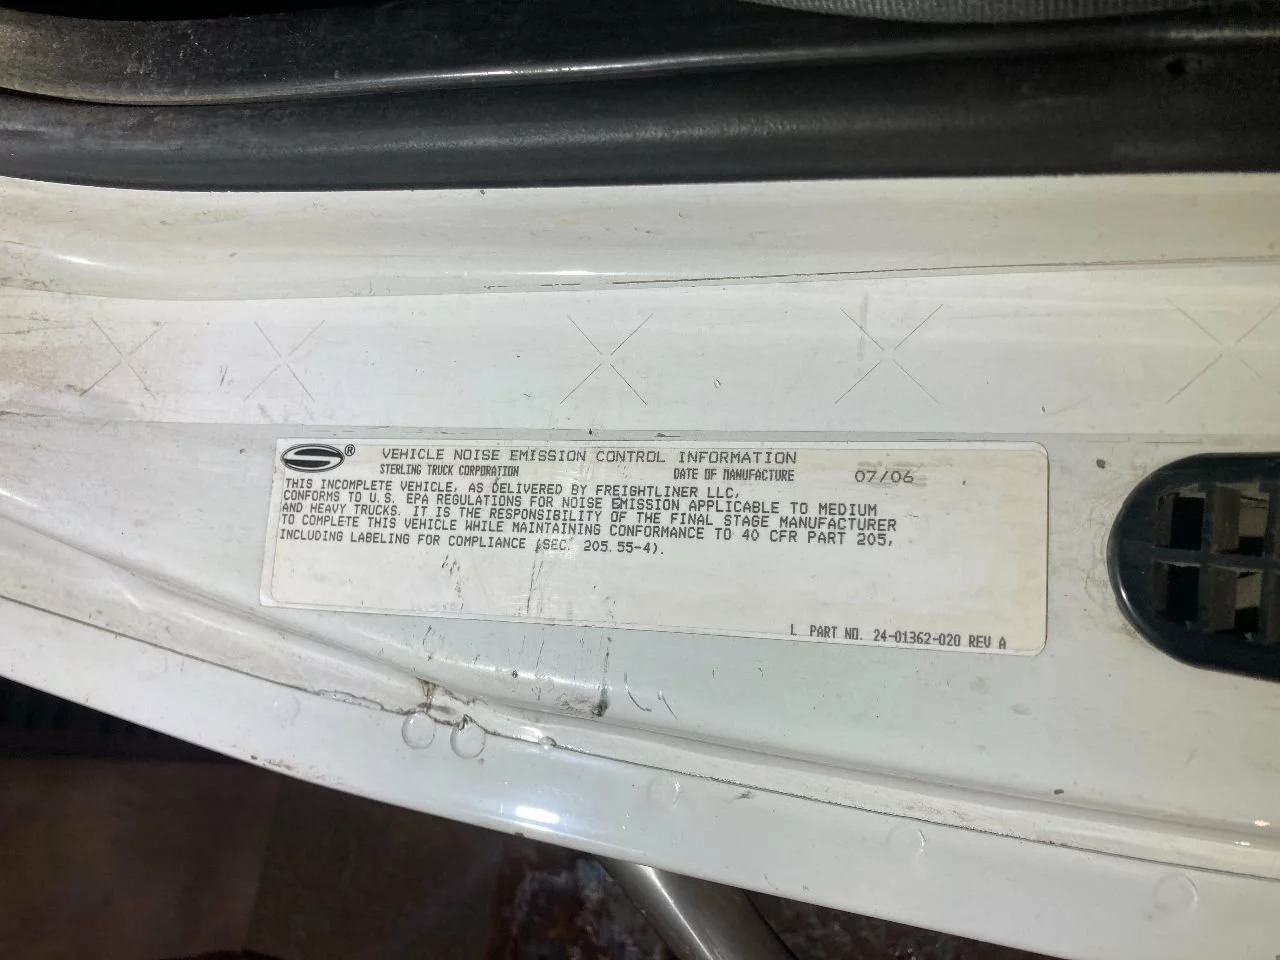 ® VEHICLE NOISE EMISSION CONTROL INFORMATION
STERLING TRUCK CORPORATION DATE OF MANUFACTURE 07/06
THIS INCOMPLETE VEHICLE, AS DELIVERED BY FREIGHTLINER LLC,
CONFORMS TO U.S. EPA REGULATIONS FOR NOISE EMISSION APPLICABLE TO MEDIUM
AND HEAVY TRUCKS. IT IS THE RESPONSIBILITY OF THE FINAL STAGE MANUFACTURER
TO COMPLETE THIS VEHICLE WHILE MAINTAINING CONFORMANCE TO 40 CFR PART 205,
INCLUDING LABELING FOR COMPLIANCE (SEC. 205.55-4).
L PART NO. 24-01362-020 REV A